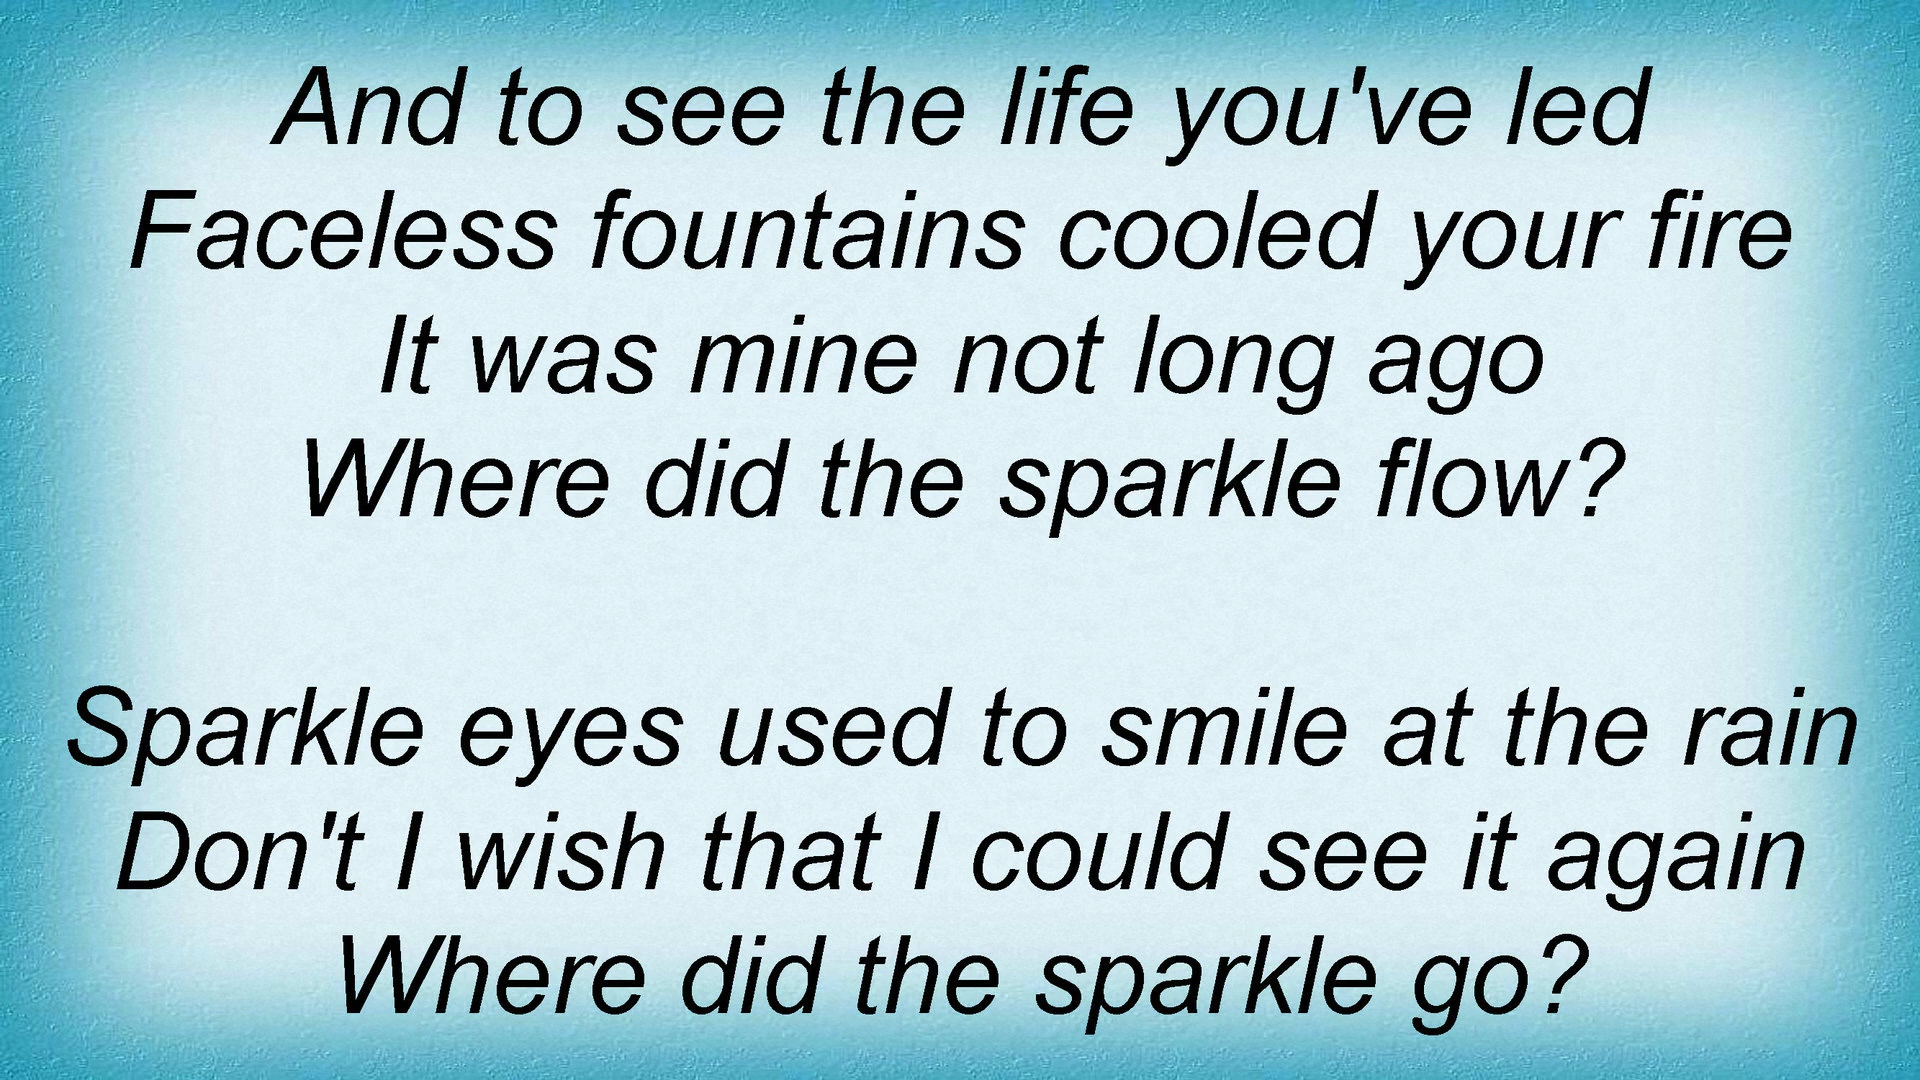 And to see the life you've led
Faceless fountains cooled your fire
It was mine not long ago
Where did the sparkle flow?
Sparkle eyes used to smile at the rain
Don't I wish that I could see it again
Where did the sparkle go?